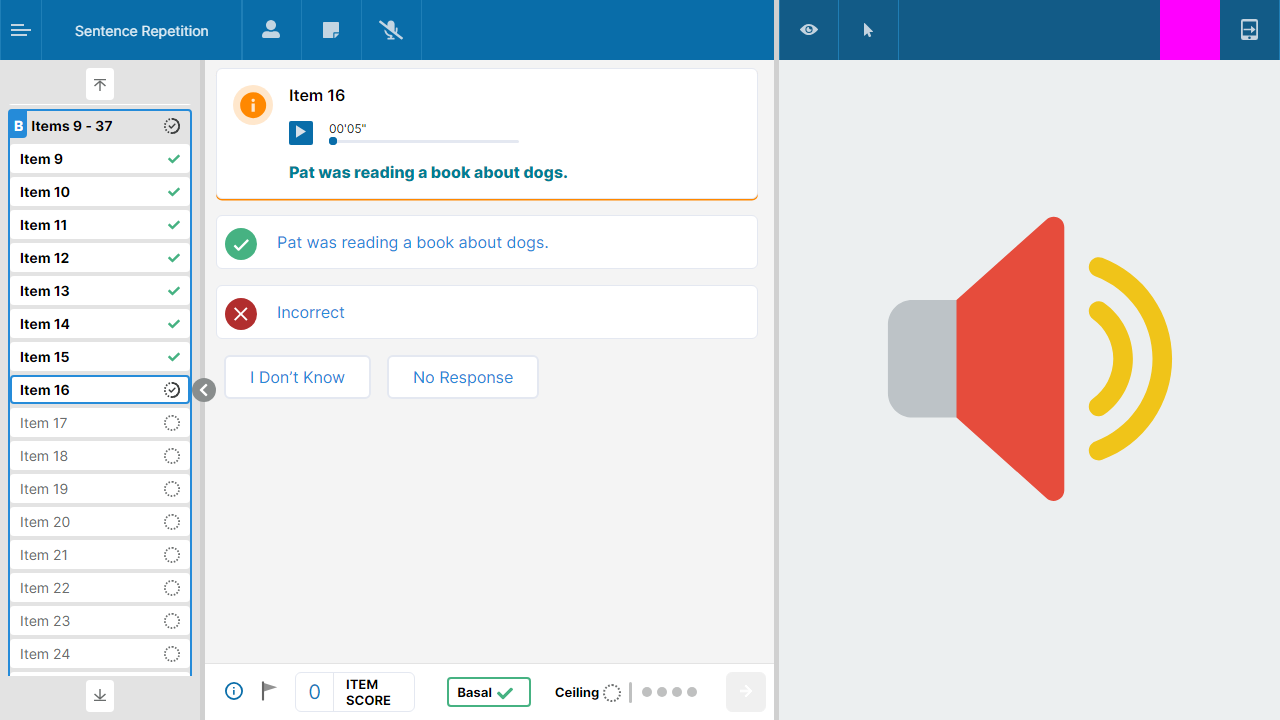 Sentence Repetition
B Items 9 - 37
Item 9
Item 10
Item 11
Item 12
Item 13
Item 14
Item 15
Item 16
Item 17
Item 18
Item 19
Item 20
Item 21
Item 22
Item 23
Item 24
Item 16
00'05"
Pat was reading a book about dogs.
Pat was reading a book about dogs.
Incorrect
I Don’t Know
No Response
0
ITEM
SCORE
Basal
Ceiling